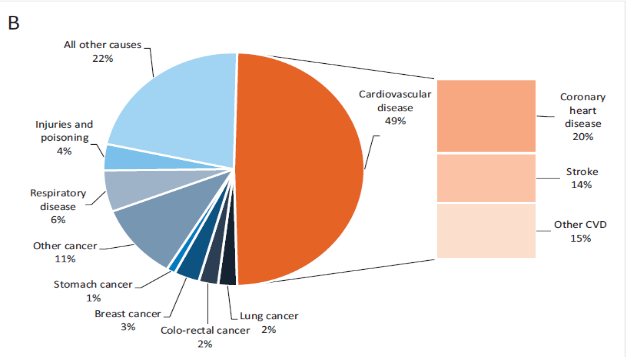 B
All other causes
22%
Cardiovascular
disease
49%
Coronary
heart
disease
20%
Injuries and
poisoning
4%
Stroke
14%
Respiratory
disease
6%
Other CVD
15%
Other cancer
11%
Stomach cancer
1%
Breast cancer
3%
Colo-rectal cancer
2%
Lung cancer
2%